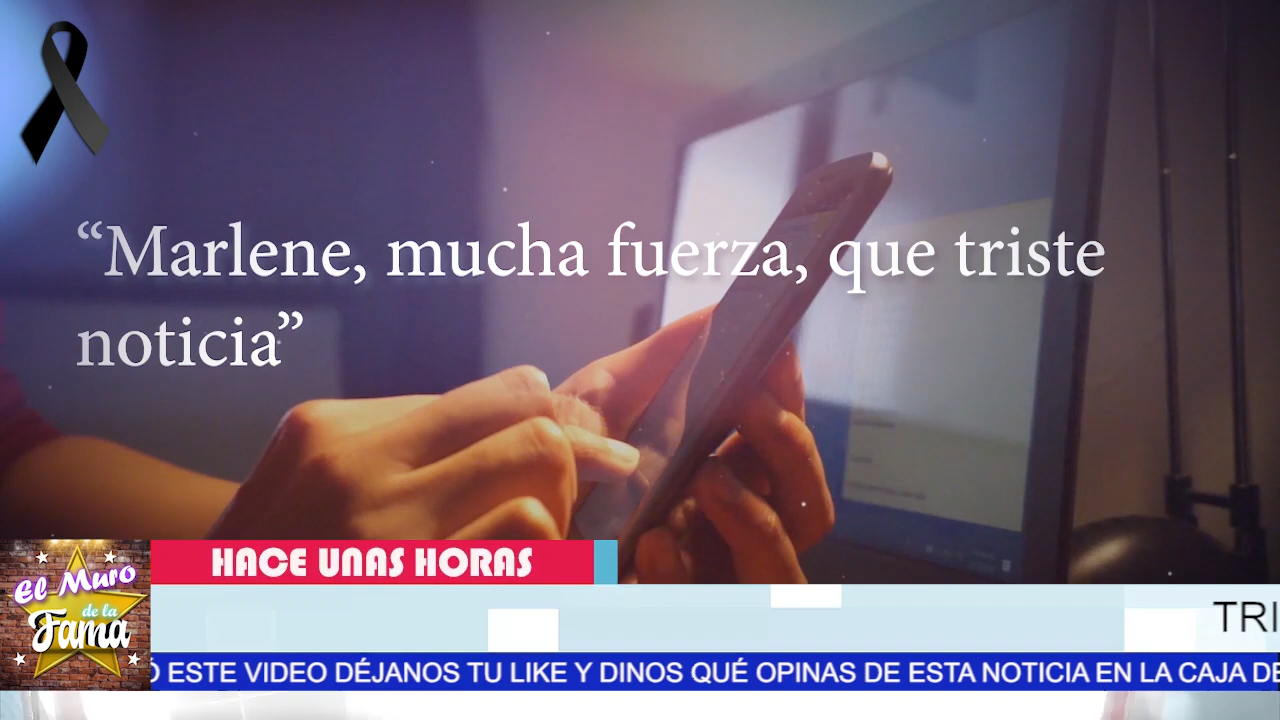 “Marlene, mucha fuerza, que triste
noticia”
HACE UNAS HORAS
El Muro
de la
Fama
TRI
Ó ESTE VIDEO DÉJANOS TU LIKE Y DINOS QUÉ OPINAS DE ESTA NOTICIA EN LA CAJA DE